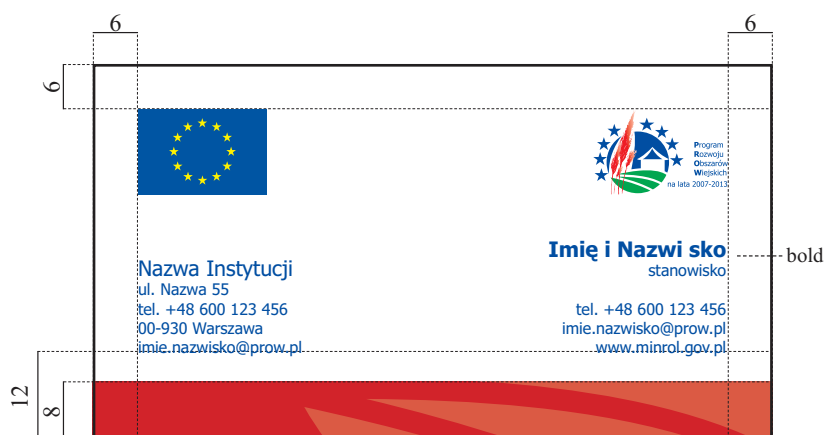 6
6
6
Program
Rozwoju
Obszarów
Wiejskich
na lata 2007-2013
Imię i Nazwi sko
stanowisko
bold
Nazwa Instytucji
ul. Nazwa 55
tel. +48 600 123 456
00-930 Warszawa
imie.nazwisko@prow.pl
tel. +48 600 123 456
imie.nazwisko@prow.pl
www.minrol.gov.pl
12
8